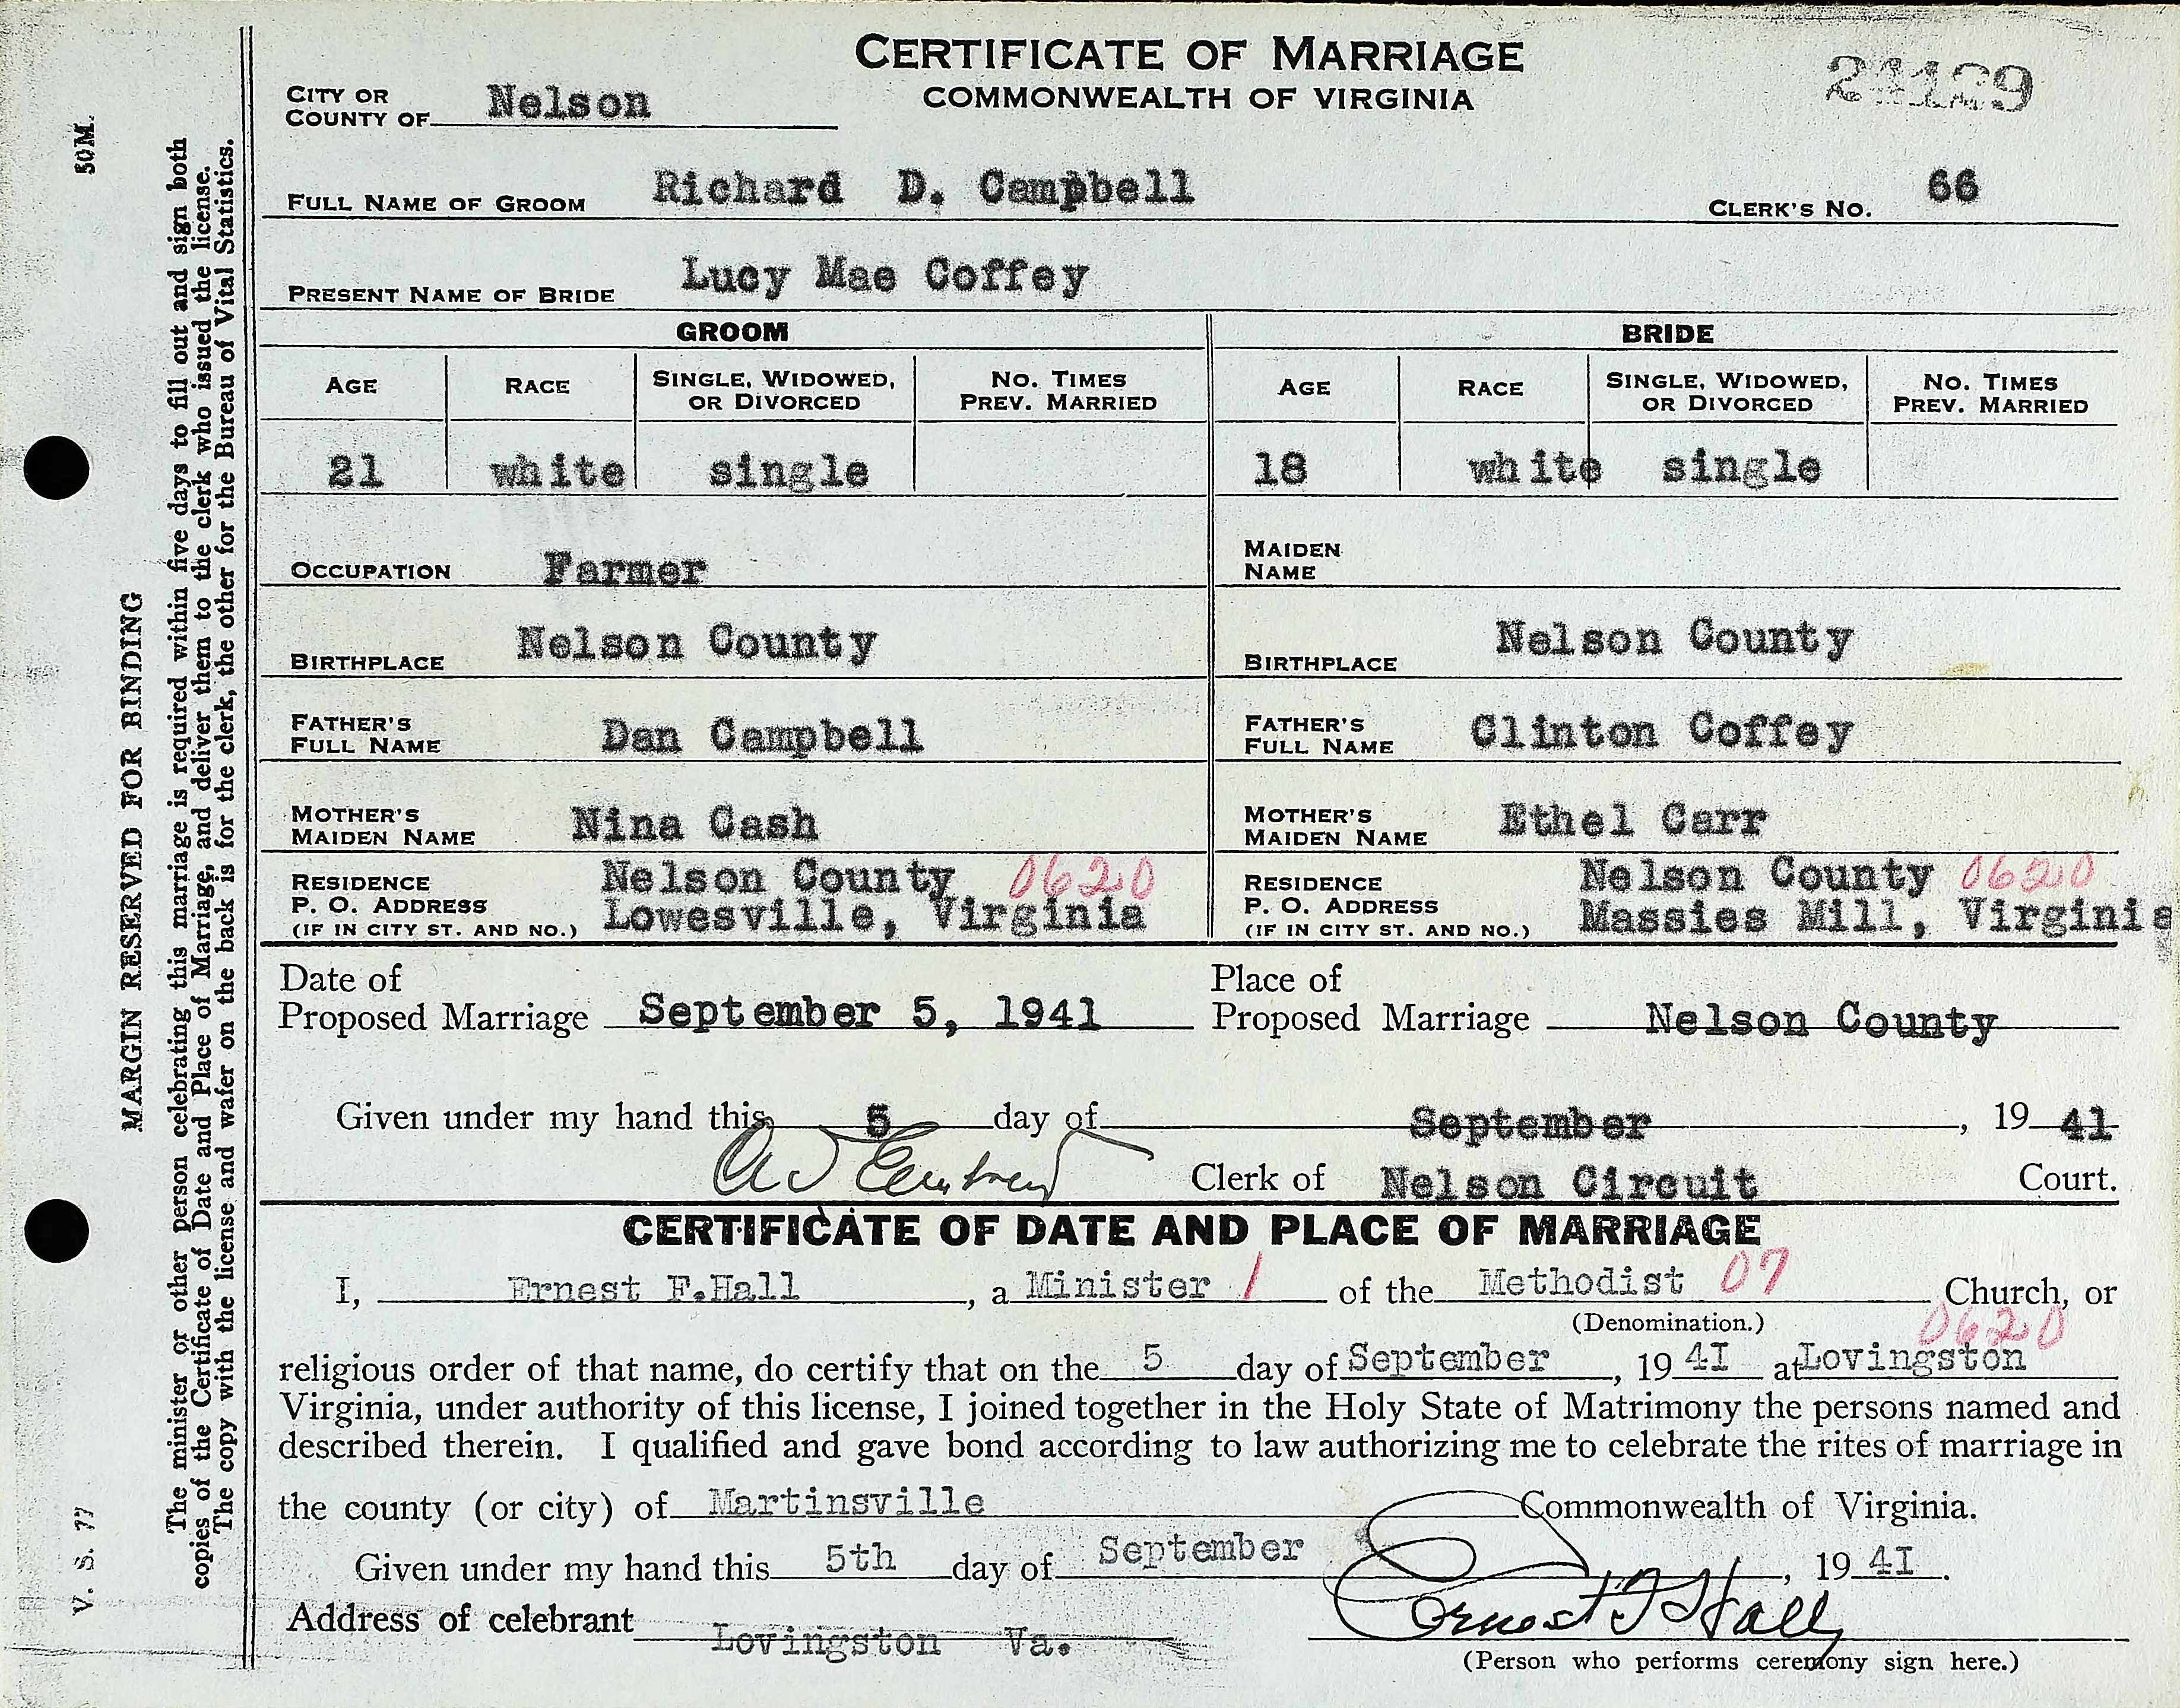 CERTIFICATE OF MARRIAGE
COMMONWEALTH OF VIRGINIA
CITY OR COUNTY OF Nelson
FULL NAME OF GROOM Richard D. Campbell CLERK'S NO. 66
PRESENT NAME OF BRIDE Lucy Mae Coffey
GROOM BRIDE
AGE RACE SINGLE, WIDOWED, OR DIVORCED NO. TIMES PREV. MARRIED AGE RACE SINGLE, WIDOWED, OR DIVORCED NO. TIMES PREV. MARRIED
21 white single 18 white single
OCCUPATION Farmer MAIDEN NAME
BIRTHPLACE Nelson County BIRTHPLACE Nelson County
FATHER'S FULL NAME Dan Campbell FATHER'S FULL NAME Clinton Coffey
MOTHER'S MAIDEN NAME Nina Cash MOTHER'S MAIDEN NAME Ethel Carr
RESIDENCE Nelson County 0620 RESIDENCE Nelson County 0620
P. O. ADDRESS Lowesville, Virginia P. O. ADDRESS Massies Mill, Virginia
(IF IN CITY ST. AND NO.) (IF IN CITY ST. AND NO.)
Date of Proposed Marriage September 5, 1941 Place of Proposed Marriage Nelson County
Given under my hand this 5 day of September, 19 41
Clerk of Nelson Circuit Court.
CERTIFICATE OF DATE AND PLACE OF MARRIAGE
I, Ernest F.Hall, a Minister 1 of the Methodist 07 Church, or
(Denomination.) 0620
religious order of that name, do certify that on the 5 day of September, 19 4I at Lovingston
Virginia, under authority of this license, I joined together in the Holy State of Matrimony the persons named and
described therein. I qualified and gave bond according to law authorizing me to celebrate the rites of marriage in
the county (or city) of Martinsville Commonwealth of Virginia.
Given under my hand this 5th day of September, 19 4I.
Address of celebrant Lovingston Va. Ernest F Hall
(Person who performs ceremony sign here.)
50M.
MARGIN RESERVED FOR BINDING
V. S. 77
The minister or other person celebrating this marriage is required within five days to fill out and sign both
copies of the Certificate of Date and Place of Marriage, and deliver them to the clerk who issued the license.
The copy with the license and wafer on the back is for the clerk, the other for the Bureau of Vital Statistics.